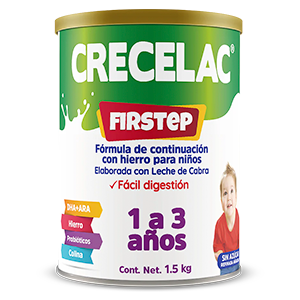 CRECELAC®
FIRSTEP
Fórmula de continuación
con hierro para niños
Elaborada con Leche de Cabra
✓Fácil digestión
DHA+ARA
Hierro
Probióticos
Colina
1 a 3
años
SIN AZÚCAR
Cont. Net. 1.5 kg